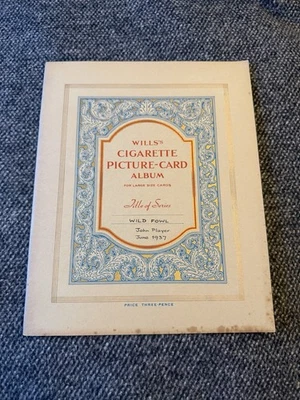 WILLS'S
CIGARETTE
PICTURE-CARD
ALBUM
FOR LARGE SIZE CARDS
Title of Series
WILD FOWL
John Player
June 1937
PRICE THREE-PENCE